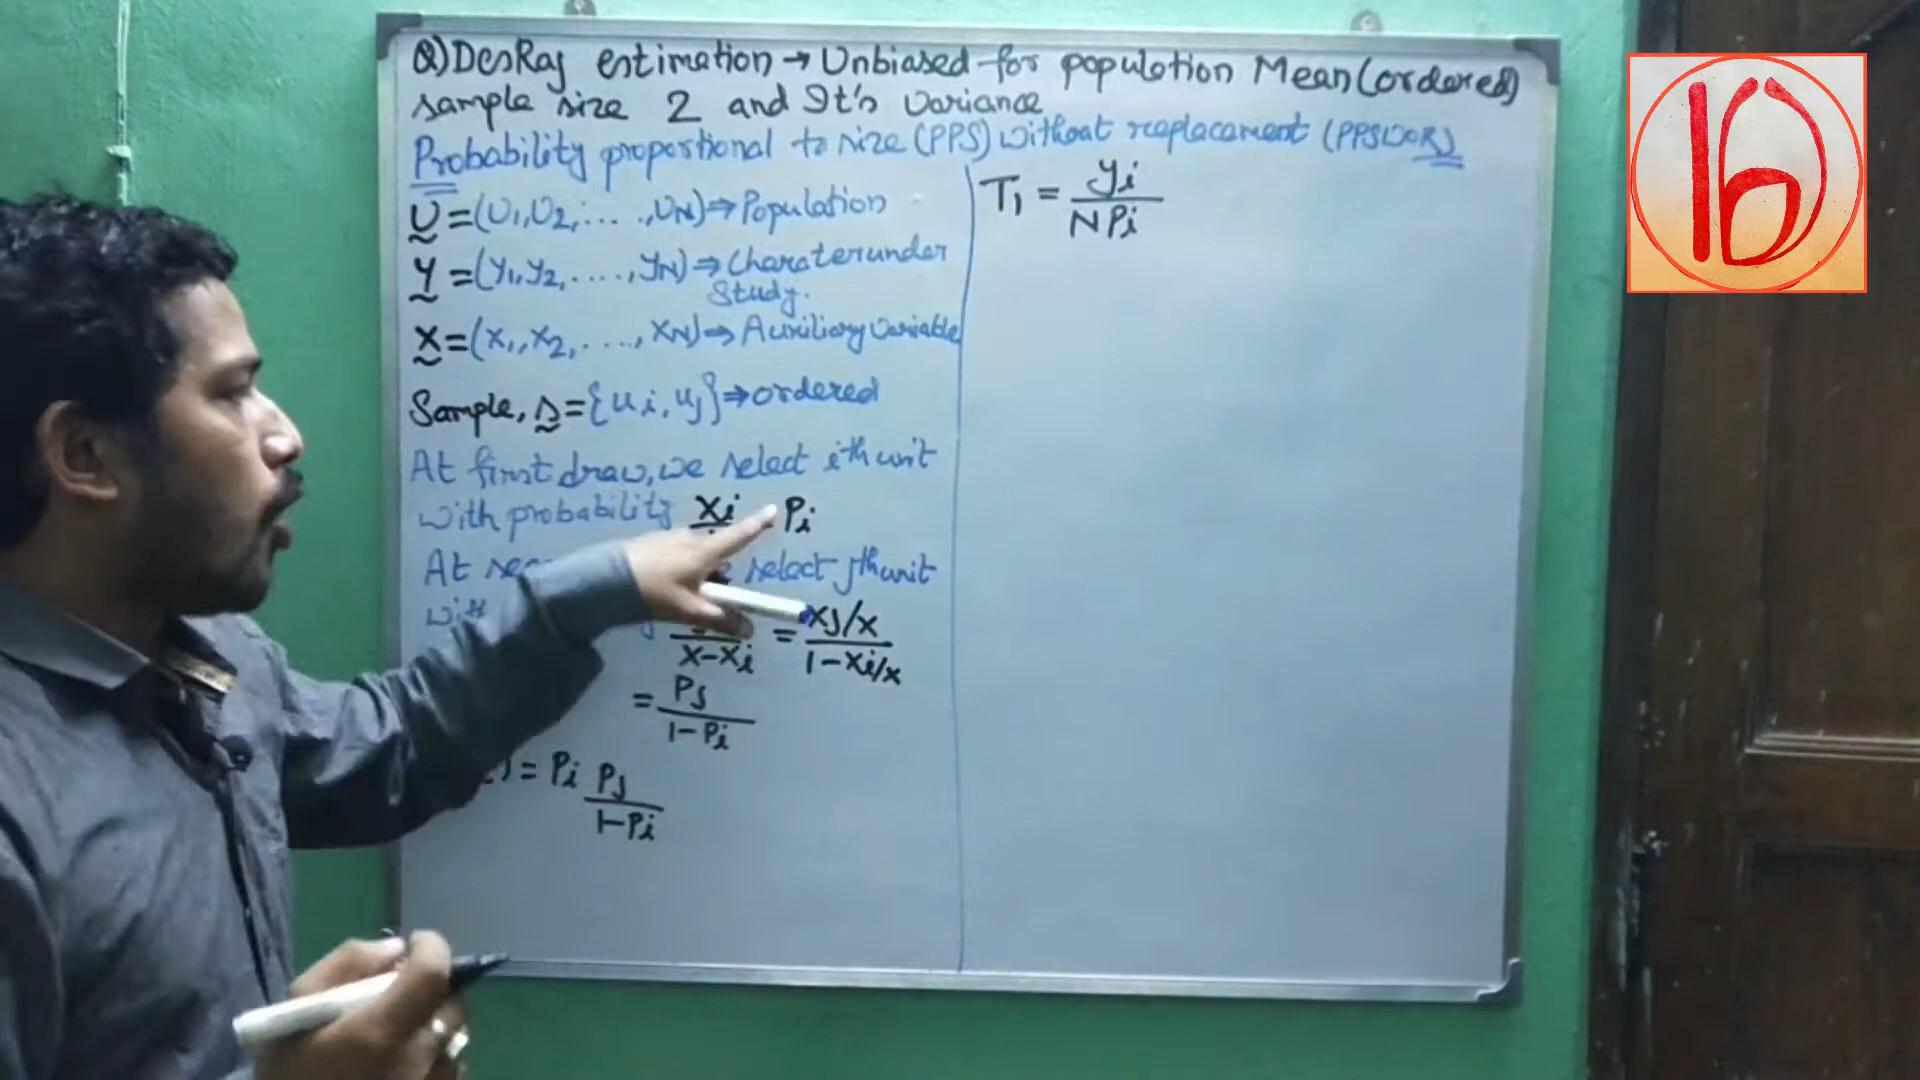 Q) DesRaj estimation → Unbiased for population Mean (ordered)
sample size 2 and It's Variance
Probability proportional to size (PPS) without replacement (PPSWOR)
U = (U1, U2, ...., UN) ⇒ Population
Y = (y1, y2, ...., yN) ⇒ Charaterunder
Study.
X = (x1, x2, ...., xN) ⇒ Auxiliary Variable
Sample, s = {ui, uj} ⇒ ordered
At first draw, we select ith unit
with probability Xi Pi
At select jth unit
X-Xi = Xj/X / 1-Xi/X
= Pj / 1-Pi
= Pi Pj / 1-Pi
T1 = yi / N Pi